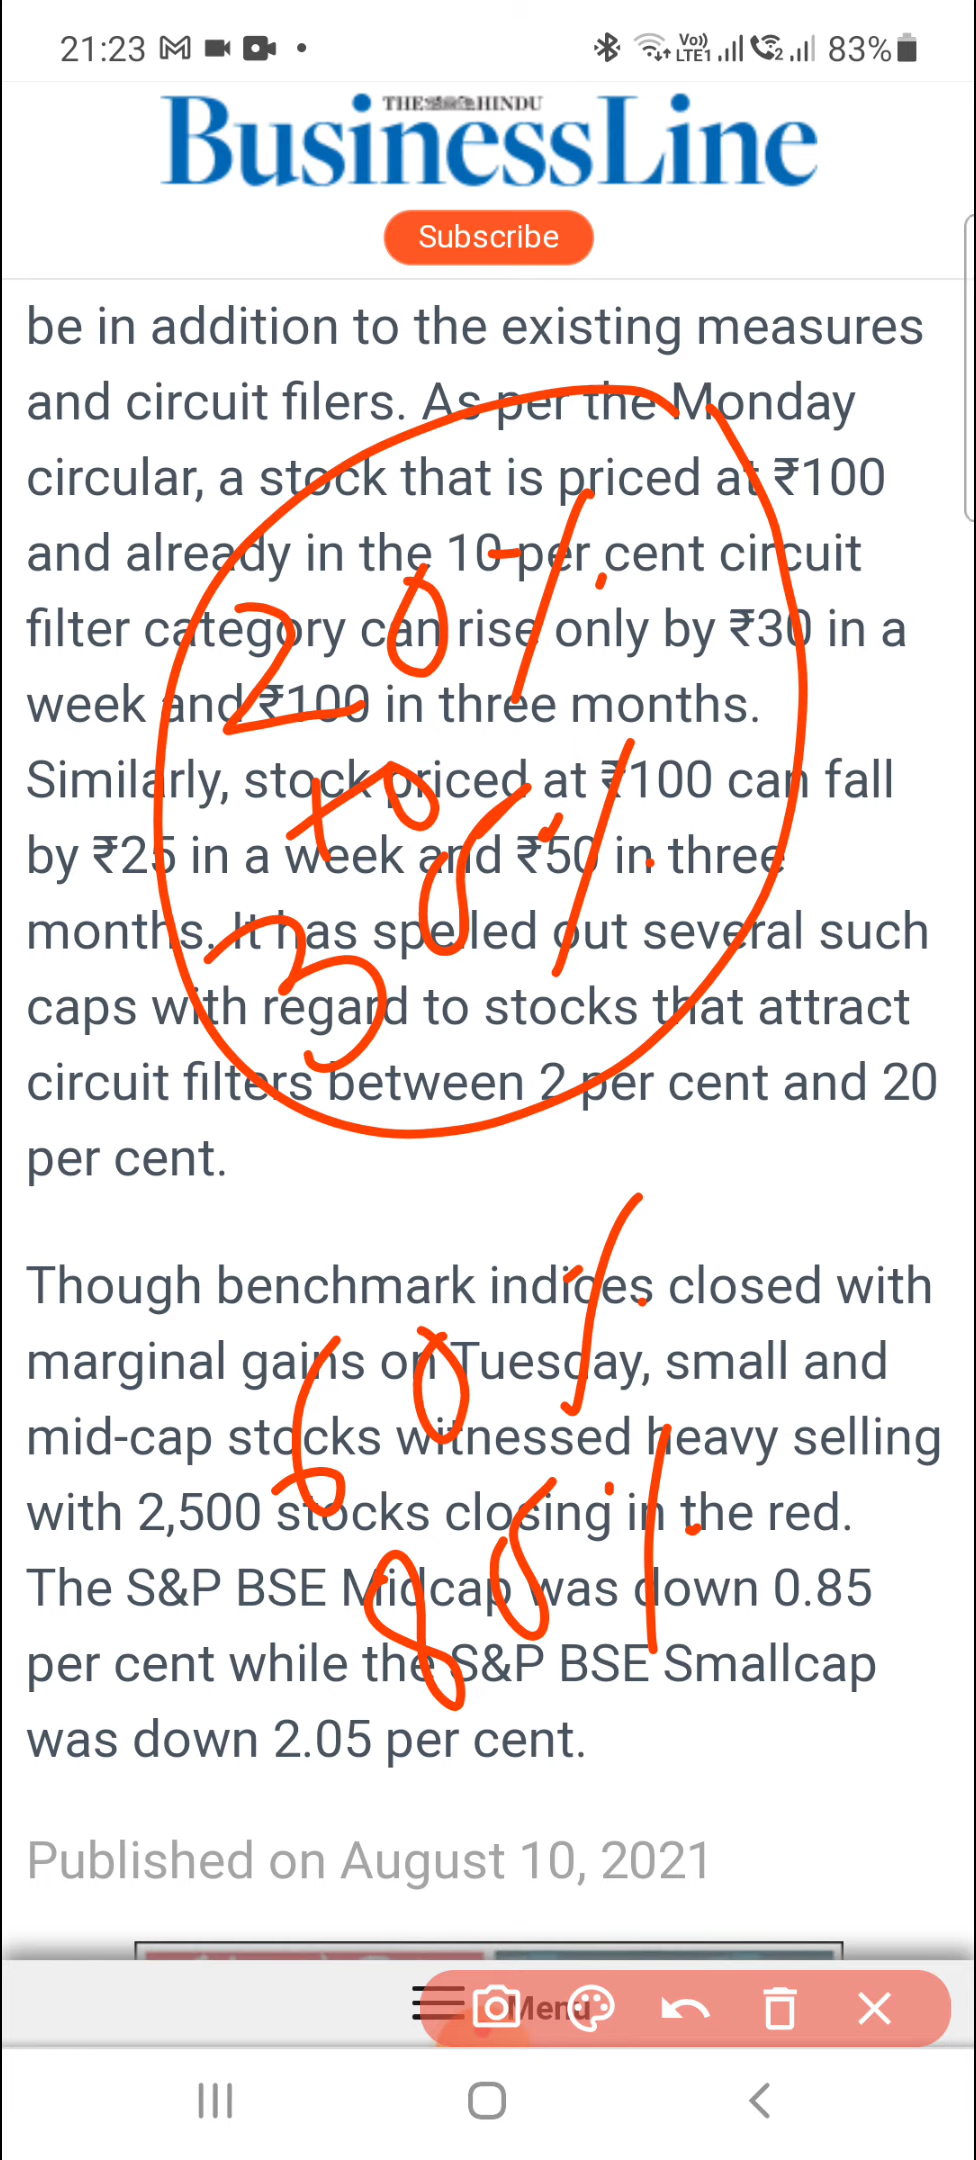 21:23
Vo)) LTE1 2 83%
THE HINDU
BusinessLine
Subscribe
be in addition to the existing measures
and circuit filers. As per the Monday
circular, a stock that is priced at ₹100
and already in the 10-per cent circuit
filter category can rise only by ₹30 in a
week and ₹100 in three months.
Similarly, stock priced at ₹100 can fall
by ₹25 in a week and ₹50 in three
months. It has spelled out several such
caps with regard to stocks that attract
circuit filters between 2 per cent and 20
per cent.
20%
to
30%
Though benchmark indices closed with
marginal gains on Tuesday, small and
mid-cap stocks witnessed heavy selling
with 2,500 stocks closing in the red.
The S&P BSE Midcap was down 0.85
per cent while the S&P BSE Smallcap
was down 2.05 per cent.
60%
80%
Published on August 10, 2021
Menu